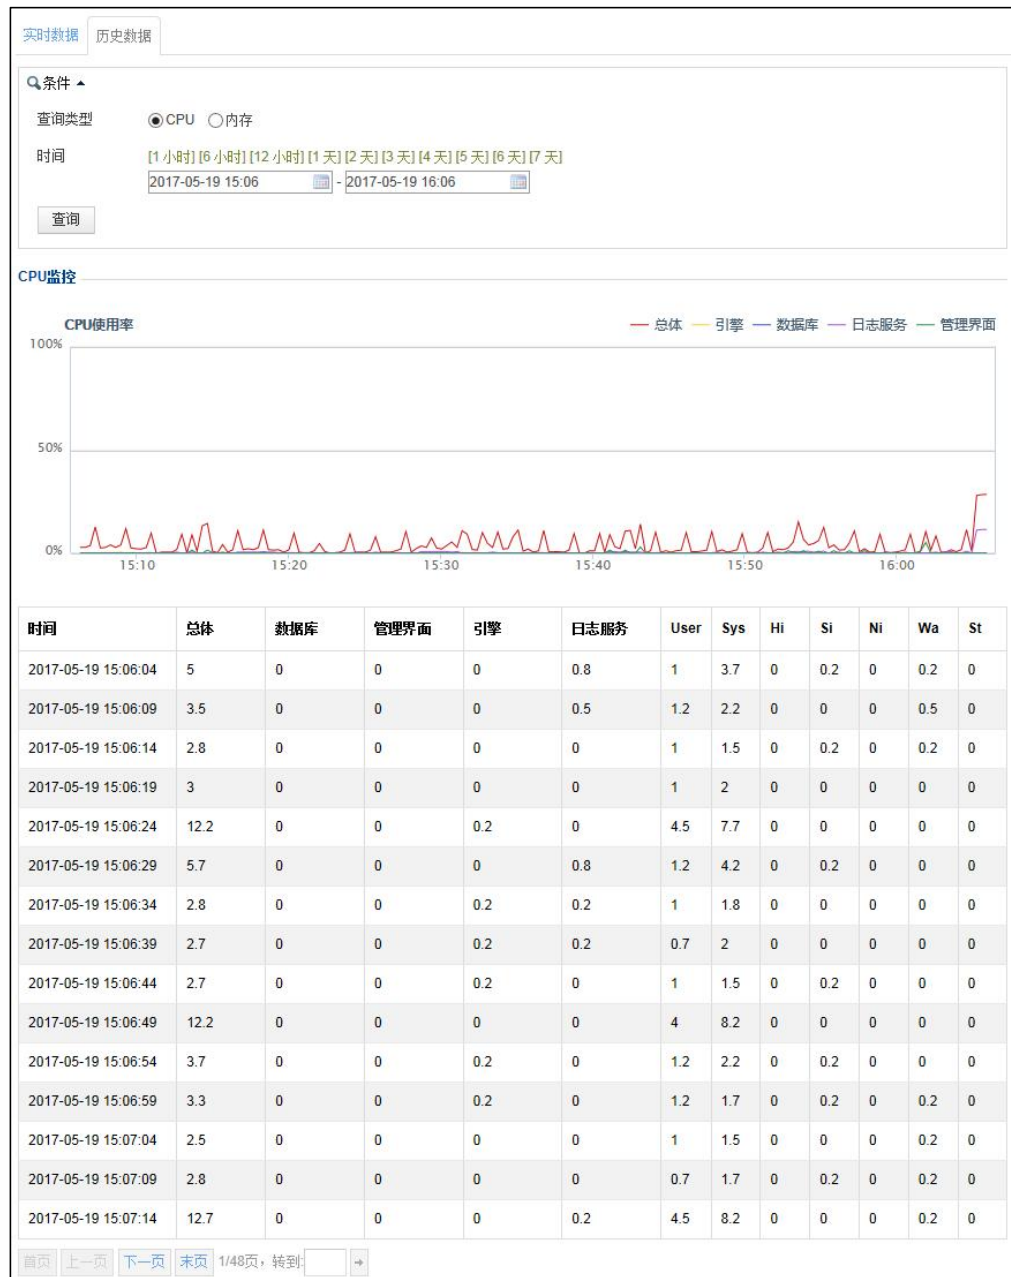 实时数据 历史数据
条件
查询类型 CPU 内存
时间 [1 小时] [6 小时] [12 小时] [1 天] [2 天] [3 天] [4 天] [5 天] [6 天] [7 天]
2017-05-19 15:06 - 2017-05-19 16:06
查询
CPU监控
CPU使用率 总体 引擎 数据库 日志服务 管理界面
100%
50%
0%
15:10 15:20 15:30 15:40 15:50 16:00
时间 总体 数据库 管理界面 引擎 日志服务 User Sys Hi Si Ni Wa St
2017-05-19 15:06:04 5 0 0 0 0.8 1 3.7 0 0.2 0 0.2 0
2017-05-19 15:06:09 3.5 0 0 0 0.5 1.2 2.2 0 0 0 0.5 0
2017-05-19 15:06:14 2.8 0 0 0 0 1 1.5 0 0.2 0 0.2 0
2017-05-19 15:06:19 3 0 0 0 0 1 2 0 0 0 0 0
2017-05-19 15:06:24 12.2 0 0 0.2 0 4.5 7.7 0 0 0 0 0
2017-05-19 15:06:29 5.7 0 0 0 0.8 1.2 4.2 0 0.2 0 0 0
2017-05-19 15:06:34 2.8 0 0 0.2 0.2 1 1.8 0 0 0 0 0
2017-05-19 15:06:39 2.7 0 0 0.2 0.2 0.7 2 0 0 0 0 0
2017-05-19 15:06:44 2.7 0 0 0.2 0 1 1.5 0 0.2 0 0 0
2017-05-19 15:06:49 12.2 0 0 0 0 4 8.2 0 0 0 0 0
2017-05-19 15:06:54 3.7 0 0 0.2 0 1.2 2.2 0 0.2 0 0 0
2017-05-19 15:06:59 3.3 0 0 0.2 0 1.2 1.7 0 0.2 0 0.2 0
2017-05-19 15:07:04 2.5 0 0 0 0 1 1.5 0 0 0 0.2 0
2017-05-19 15:07:09 2.8 0 0 0 0 0.7 1.7 0 0.2 0 0.2 0
2017-05-19 15:07:14 12.7 0 0 0 0.2 4.5 8.2 0 0 0 0.2 0
首页 上一页 下一页 末页 1/48页，转到: